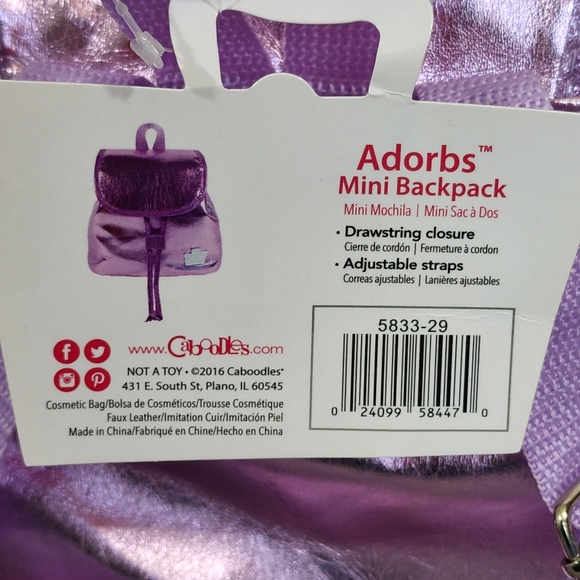 Adorbs™
Mini Backpack
Mini Mochila | Mini Sac à Dos
• Drawstring closure
Cierre de cordón | Fermeture à cordon
• Adjustable straps
Correas ajustables | Lanières ajustables
www.Caboodles.com
NOT A TOY • ©2016 Caboodles®
431 E. South St, Plano, IL 60545
Cosmetic Bag/Bolsa de Cosméticos/Trousse Cosmétique
Faux Leather/Imitation Cuir/Imitación Piel
Made in China/Fabriqué en Chine/Hecho en China
5833-29
0 24099 58447 0